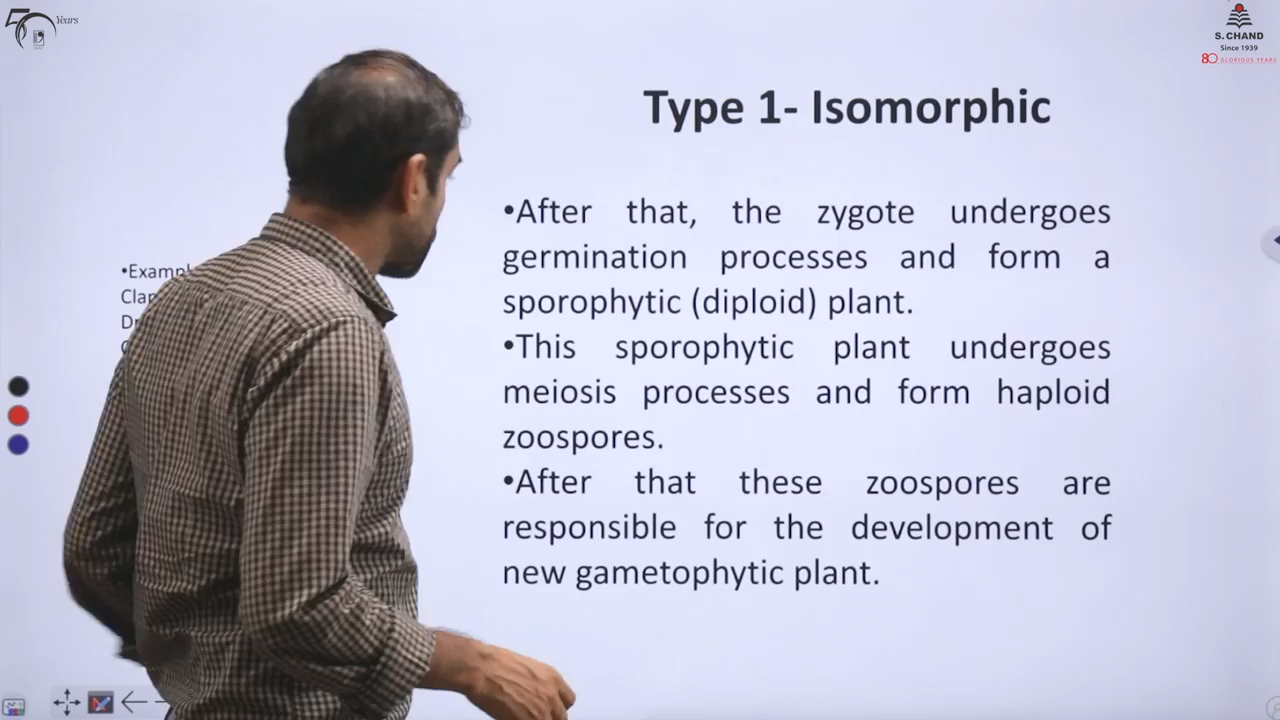 50 Years
S. CHAND
Since 1939
80 GLORIOUS YEARS
Type 1- Isomorphic
•After that, the zygote undergoes
germination processes and form a
sporophytic (diploid) plant.
•This sporophytic plant undergoes
meiosis processes and form haploid
zoospores.
•After that these zoospores are
responsible for the development of
new gametophytic plant.